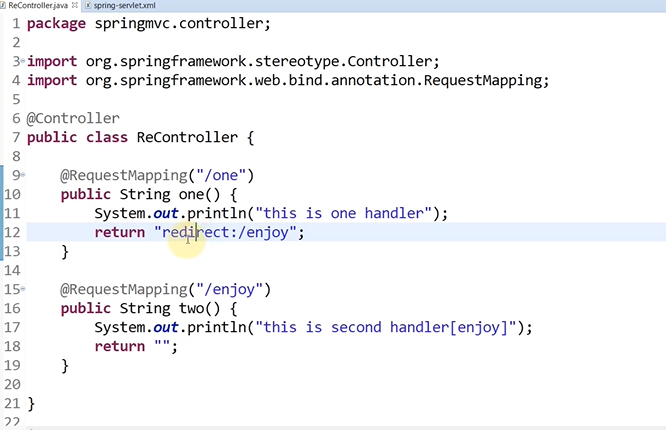 ReController.java spring-servlet.xml
1 package springmvc.controller;
2
3 import org.springframework.stereotype.Controller;
4 import org.springframework.web.bind.annotation.RequestMapping;
5
6 @Controller
7 public class ReController {
8
9 @RequestMapping("/one")
10 public String one() {
11 System.out.println("this is one handler");
12 return "redirect:/enjoy";
13 }
14
15 @RequestMapping("/enjoy")
16 public String two() {
17 System.out.println("this is second handler[enjoy]");
18 return "";
19 }
20
21 }
22